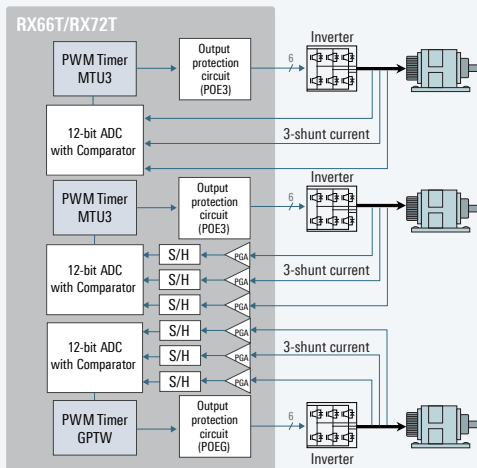 RX66T/RX72T
PWM Timer
MTU3
Output
protection
circuit
(POE3)
6
Inverter
12-bit ADC
with Comparator
3-shunt current
PWM Timer
MTU3
Output
protection
circuit
(POE3)
6
Inverter
12-bit ADC
with Comparator
S/H
PGA
S/H
PGA
S/H
PGA
3-shunt current
12-bit ADC
with Comparator
S/H
PGA
S/H
PGA
S/H
PGA
3-shunt current
PWM Timer
GPTW
Output
protection
circuit
(POEG)
6
Inverter